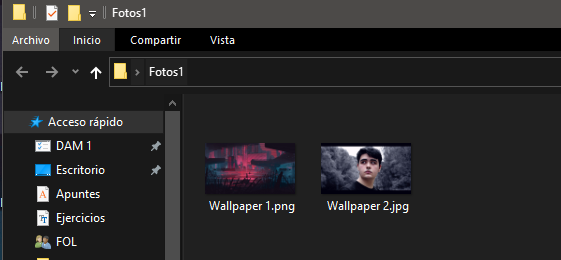 Fotos1
Archivo Inicio Compartir Vista
Fotos1
Acceso rápido
DAM 1
Escritorio
Apuntes
Ejercicios
FOL
Wallpaper 1.png Wallpaper 2.jpg